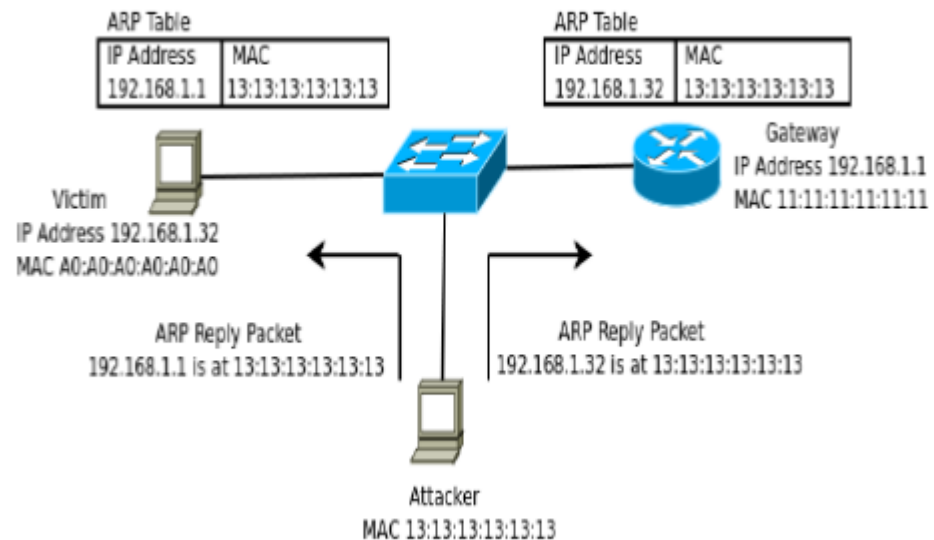 ARP Table
IP Address MAC
192.168.1.1 13:13:13:13:13:13
ARP Table
IP Address MAC
192.168.1.32 13:13:13:13:13:13
Victim
IP Address 192.168.1.32
MAC A0:A0:A0:A0:A0:A0
Gateway
IP Address 192.168.1.1
MAC 11:11:11:11:11:11
ARP Reply Packet
192.168.1.1 is at 13:13:13:13:13:13
ARP Reply Packet
192.168.1.32 is at 13:13:13:13:13:13
Attacker
MAC 13:13:13:13:13:13